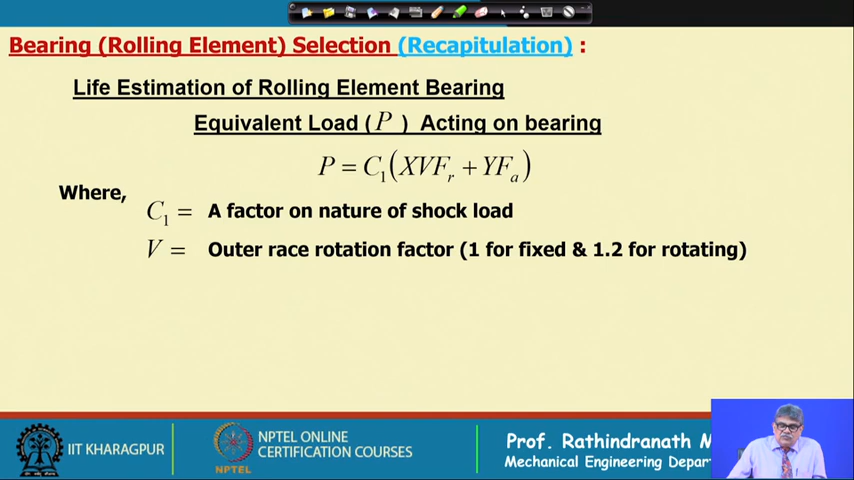 Bearing (Rolling Element) Selection (Recapitulation) :
Life Estimation of Rolling Element Bearing
Equivalent Load (P) Acting on bearing
P = C₁(XVFᵣ + YFₐ)
Where,
C₁ = A factor on nature of shock load
V = Outer race rotation factor (1 for fixed & 1.2 for rotating)
IIT KHARAGPUR
NPTEL
NPTEL ONLINE
CERTIFICATION COURSES
Prof. Rathindranath
Mechanical Engineering